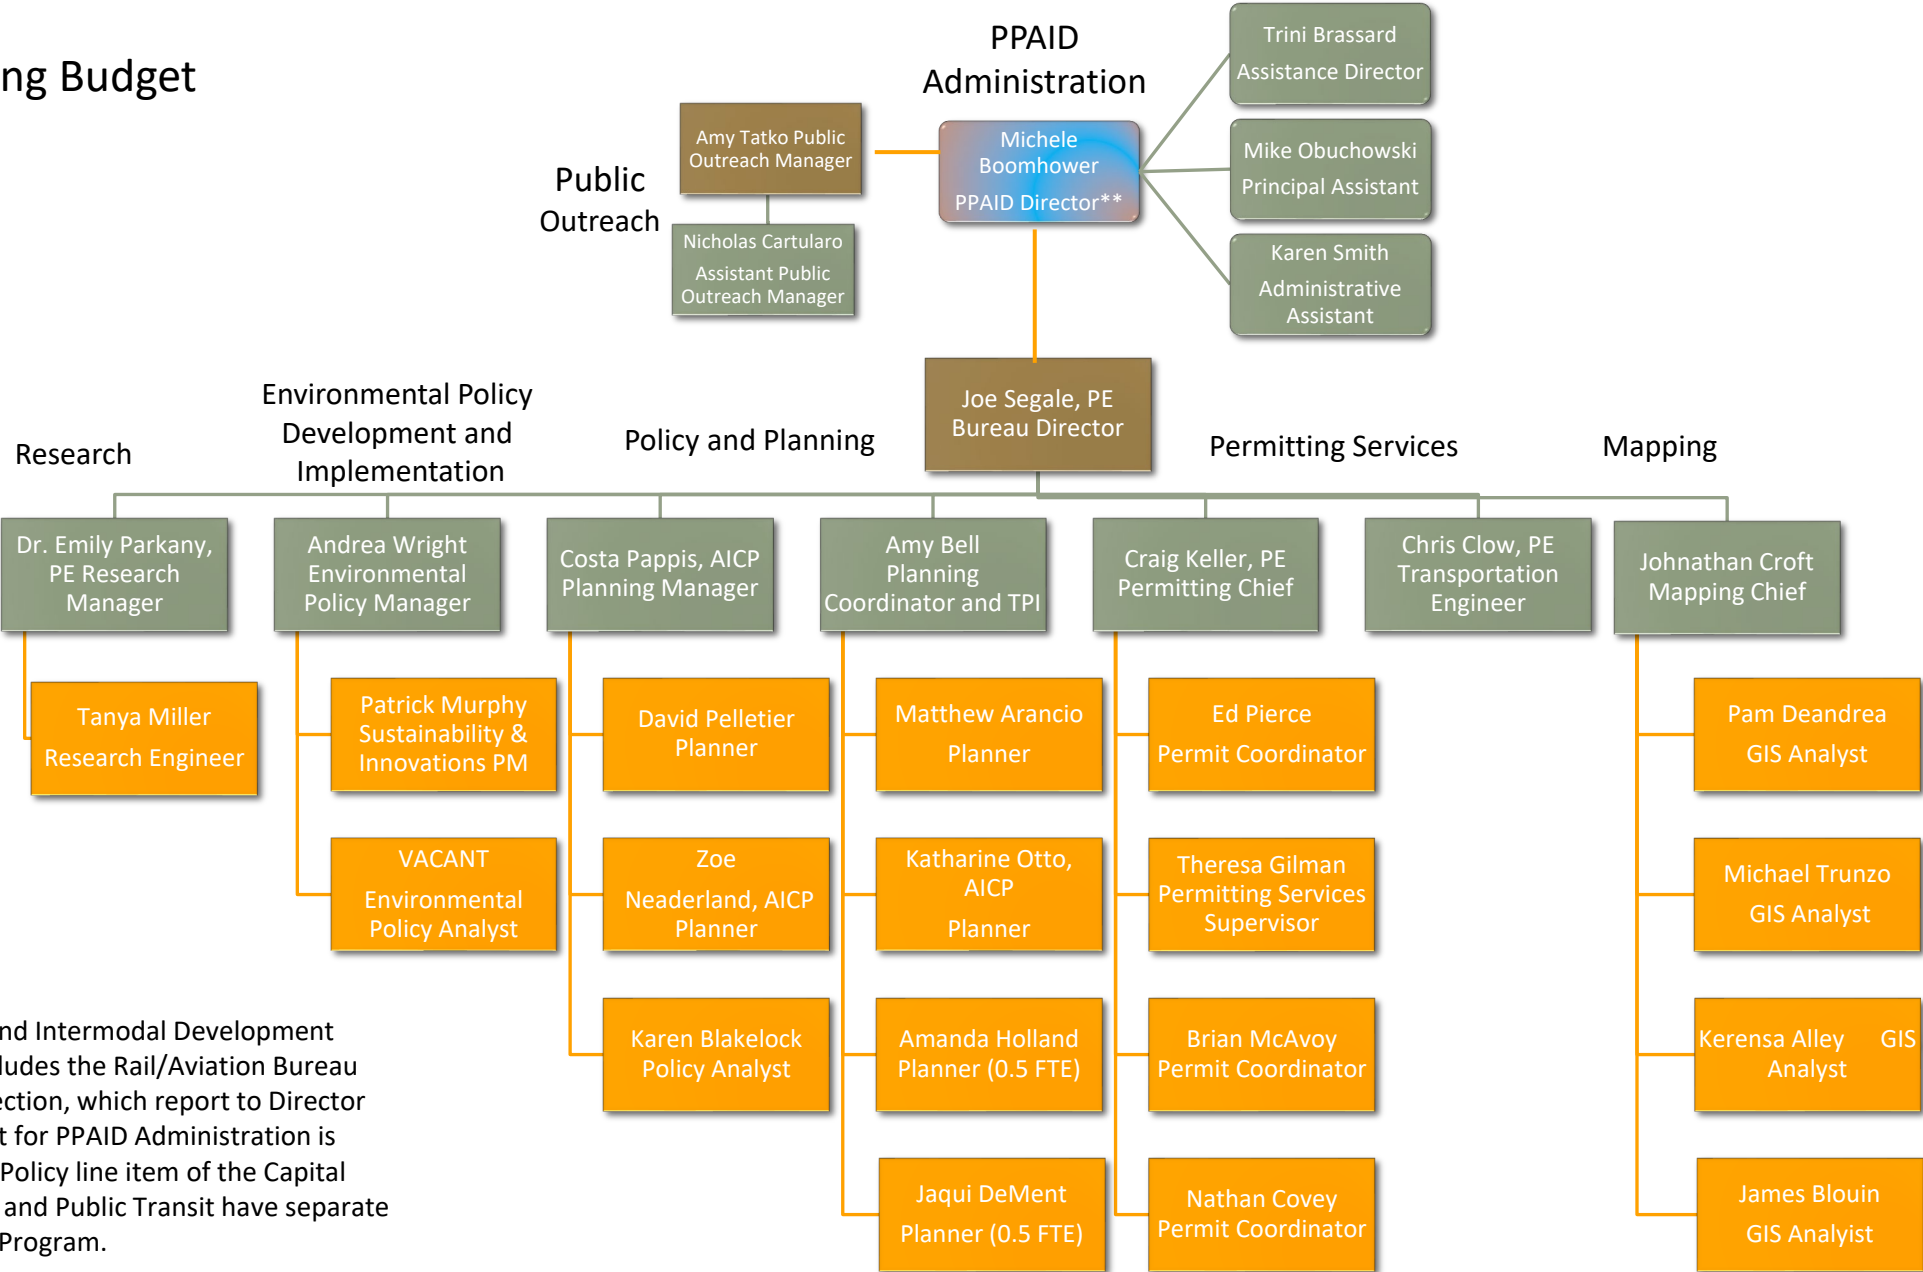 ng Budget
PPAID
Administration
Trini Brassard
Assistance Director
Amy Tatko Public
Outreach Manager
Michele
Boomhower
PPAID Director**
Mike Obuchowski
Principal Assistant
Public
Outreach
Nicholas Cartularo
Assistant Public
Outreach Manager
Karen Smith
Administrative
Assistant
Joe Segale, PE
Bureau Director
Research
Environmental Policy
Development and
Implementation
Policy and Planning
Permitting Services
Mapping
Dr. Emily Parkany,
PE Research
Manager
Andrea Wright
Environmental
Policy Manager
Costa Pappis, AICP
Planning Manager
Amy Bell
Planning
Coordinator and TPI
Craig Keller, PE
Permitting Chief
Chris Clow, PE
Transportation
Engineer
Johnathan Croft
Mapping Chief
Tanya Miller
Research Engineer
Patrick Murphy
Sustainability &
Innovations PM
David Pelletier
Planner
Matthew Arancio
Planner
Ed Pierce
Permit Coordinator
Pam Deandrea
GIS Analyst
VACANT
Environmental
Policy Analyst
Zoe
Neaderland, AICP
Planner
Katharine Otto,
AICP
Planner
Theresa Gilman
Permitting Services
Supervisor
Michael Trunzo
GIS Analyst
Karen Blakelock
Policy Analyst
Amanda Holland
Planner (0.5 FTE)
Brian McAvoy
Permit Coordinator
Kerensa Alley GIS
Analyst
Jaqui DeMent
Planner (0.5 FTE)
Nathan Covey
Permit Coordinator
James Blouin
GIS Analyist
nd Intermodal Development
ludes the Rail/Aviation Bureau
ection, which report to Director
t for PPAID Administration is
Policy line item of the Capital
and Public Transit have separate
Program.